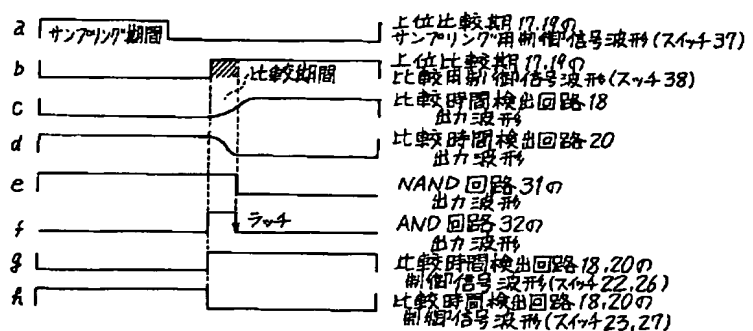 a サンプリング期間 上位比較期17.19の
サンプリング用制御信号波形(スイッチ37)
b 比較期間 上位比較期17.19の
比較用制御信号波形(スッチ38)
c 比較時間検出回路18
出力波形
d 比較時間検出回路20
出力波形
e NAND回路31の
出力波形
f ラッチ AND回路32の
出力波形
g 比較時間検出回路18,20の
制御信号波形(スイッチ22,26)
h 比較時間検出回路18,20の
制御信号波形(スイッチ23,27)